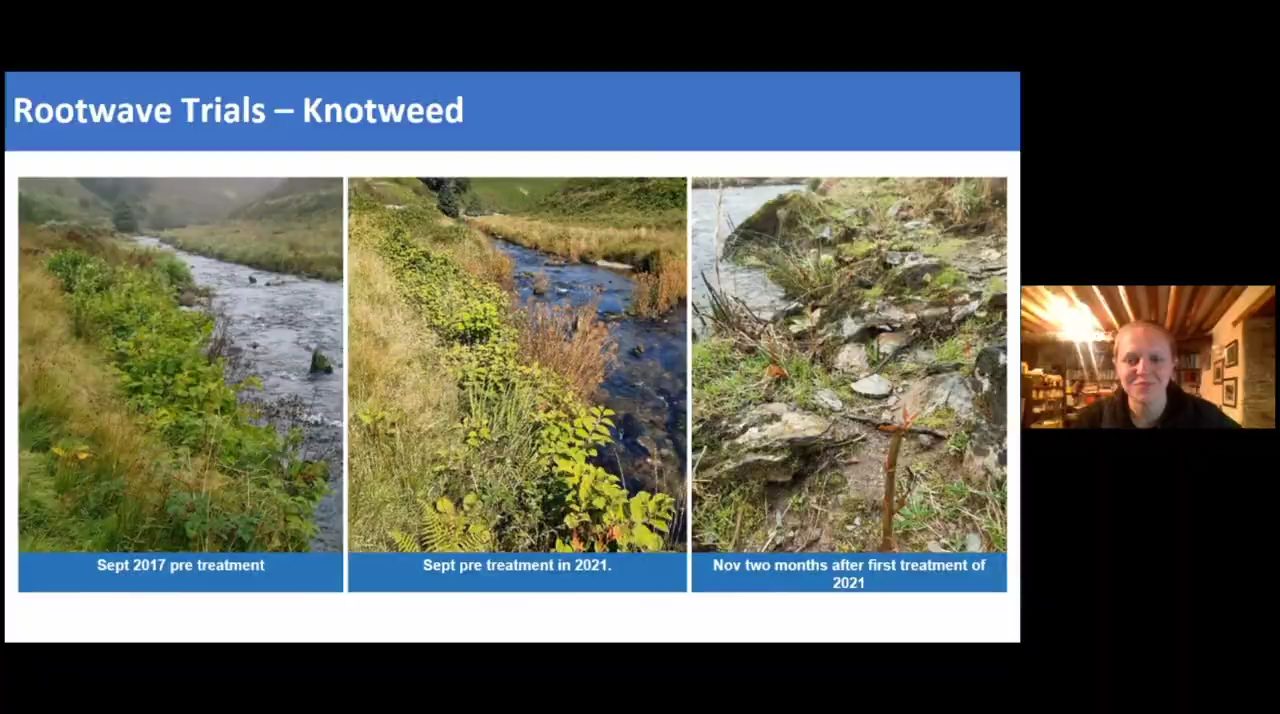 Rootwave Trials – Knotweed
Sept 2017 pre treatment
Sept pre treatment in 2021.
Nov two months after first treatment of
2021